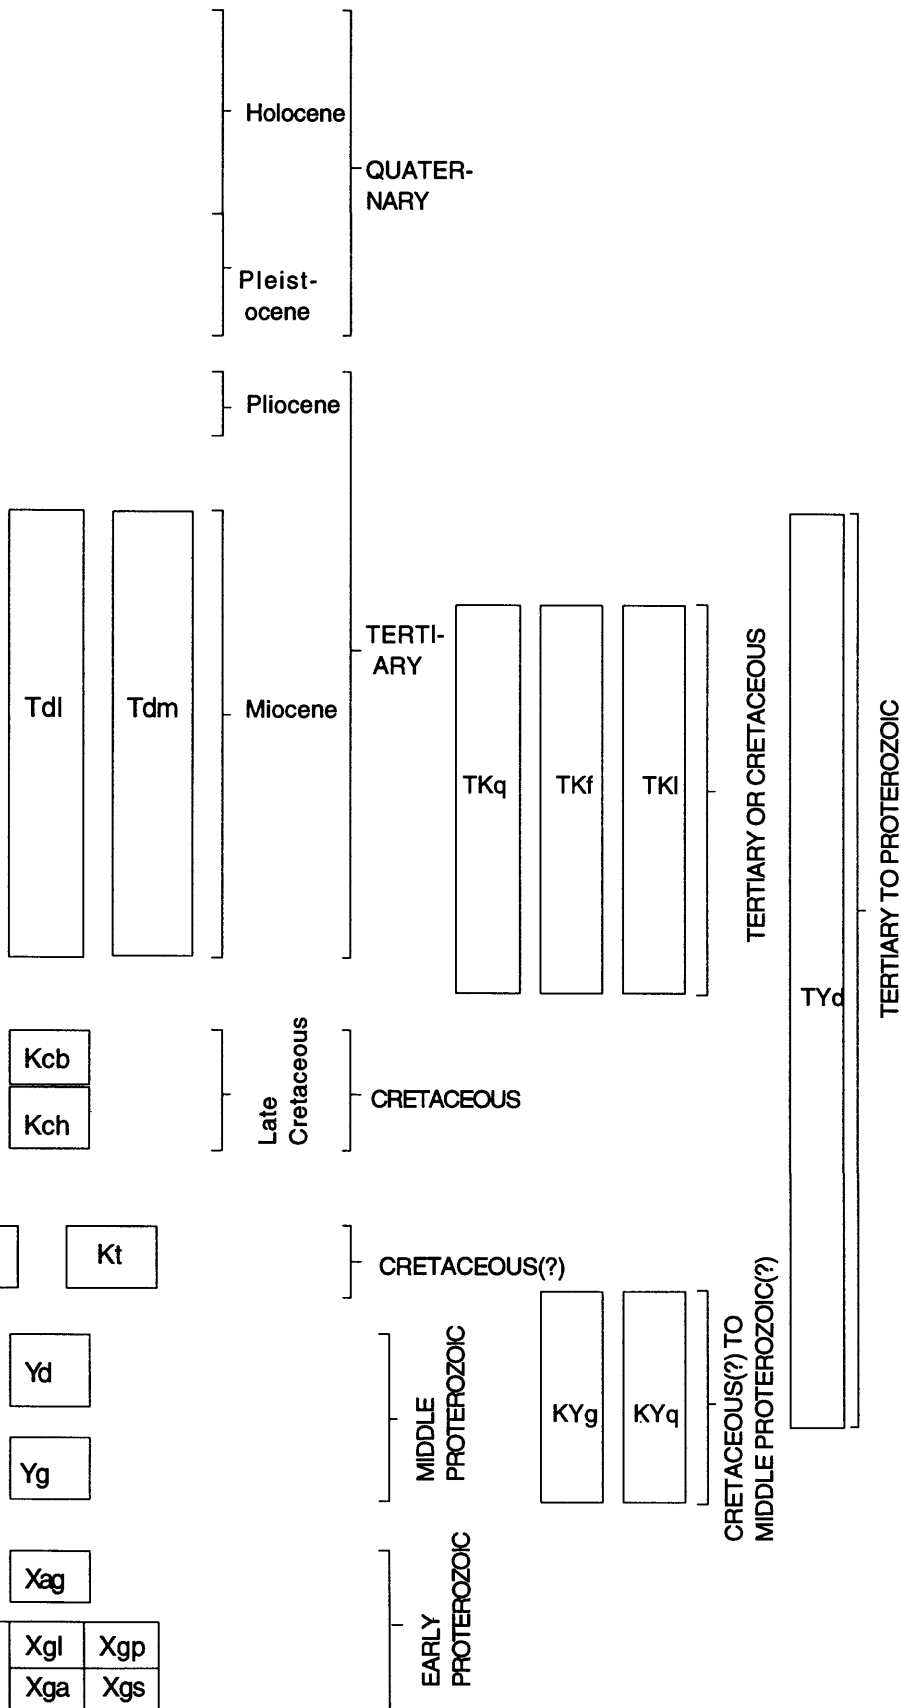 Holocene
QUATER-
NARY
Pleist-
ocene
Pliocene
Tdl
Tdm
Miocene
TERTI-
ARY
TKq
TKf
TKl
TERTIARY OR CRETACEOUS
TYd
TERTIARY TO PROTEROZOIC
Kcb
Kch
Late
Cretaceous
CRETACEOUS
Kt
CRETACEOUS(?)
Yd
Yg
MIDDLE
PROTEROZOIC
KYg
KYq
CRETACEOUS(?) TO
MIDDLE PROTEROZOIC(?)
Xag
Xgl
Xgp
Xga
Xgs
EARLY
PROTEROZOIC